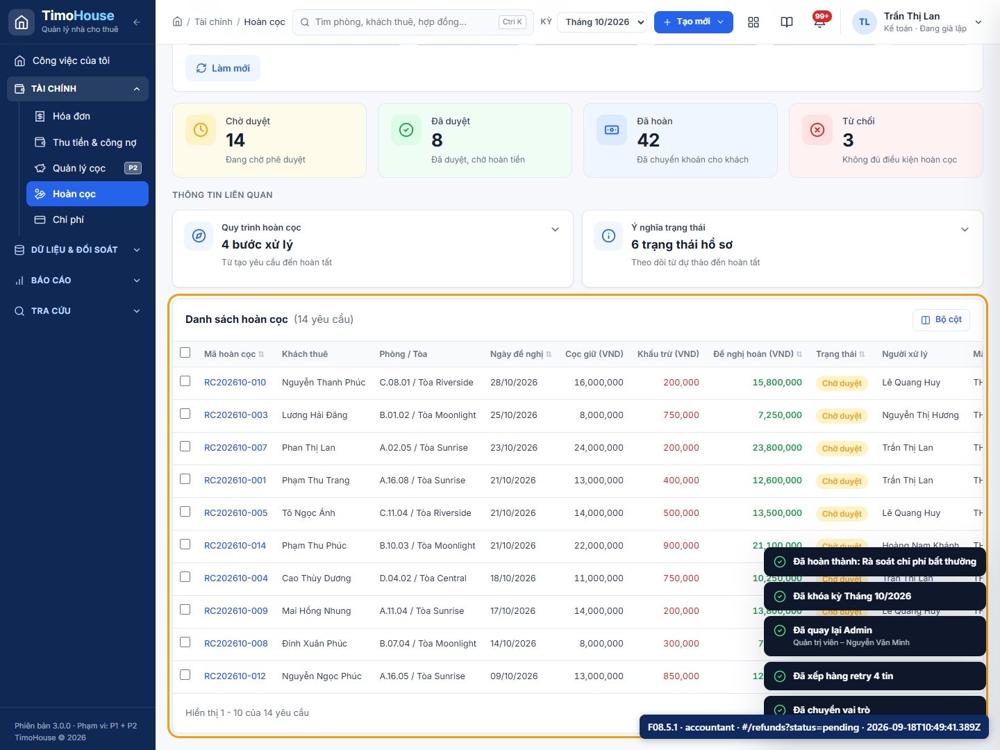 TimoHouse
Quản lý nhà cho thuê
Công việc của tôi
TÀI CHÍNH
Hóa đơn
Thu tiền & công nợ
Quản lý cọc P2
Hoàn cọc
Chi phí
DỮ LIỆU & ĐỐI SOÁT
BÁO CÁO
TRA CỨU
Phiên bản 3.0.0 · Phạm vi: P1 + P2
TimoHouse © 2026
/ Tài chính / Hoàn cọc
Tìm phòng, khách thuê, hợp đồng... Ctrl K
KỲ Tháng 10/2026
Tạo mới
99+
TL Trần Thị Lan
Kế toán · Đang giả lập
Làm mới
Chờ duyệt
14
Đang chờ phê duyệt
Đã duyệt
8
Đã duyệt, chờ hoàn tiền
Đã hoàn
42
Đã chuyển khoản cho khách
Từ chối
3
Không đủ điều kiện hoàn cọc
THÔNG TIN LIÊN QUAN
Quy trình hoàn cọc
4 bước xử lý
Từ tạo yêu cầu đến hoàn tất
Ý nghĩa trạng thái
6 trạng thái hồ sơ
Theo dõi từ dự thảo đến hoàn tất
Danh sách hoàn cọc (14 yêu cầu)
Bộ cột
Mã hoàn cọc Khách thuê Phòng / Tòa Ngày đề nghị Cọc giữ (VND) Khấu trừ (VND) Đề nghị hoàn (VND) Trạng thái Người xử lý
RC202610-010 Nguyễn Thanh Phúc C.08.01 / Tòa Riverside 28/10/2026 16,000,000 200,000 15,800,000 Chờ duyệt Lê Quang Huy
RC202610-003 Lương Hải Đăng B.01.02 / Tòa Moonlight 25/10/2026 8,000,000 750,000 7,250,000 Chờ duyệt Nguyễn Thị Hương
RC202610-007 Phan Thị Lan A.02.05 / Tòa Sunrise 23/10/2026 24,000,000 200,000 23,800,000 Chờ duyệt Trần Thị Lan
RC202610-001 Phạm Thu Trang A.16.08 / Tòa Sunrise 21/10/2026 13,000,000 400,000 12,600,000 Chờ duyệt Trần Thị Lan
RC202610-005 Tô Ngọc Ánh C.11.04 / Tòa Riverside 21/10/2026 14,000,000 500,000 13,500,000 Chờ duyệt Lê Quang Huy
RC202610-014 Phạm Thu Phúc B.10.03 / Tòa Moonlight 21/10/2026 22,000,000 900,000 21,100,000 Chờ duyệt Hoàng Nam Khánh
RC202610-004 Cao Thùy Dương D.04.02 / Tòa Central 18/10/2026 11,000,000 750,000 10,250,000 Chờ duyệt Trần Thị Lan
RC202610-009 Mai Hồng Nhung A.11.04 / Tòa Sunrise 17/10/2026 14,000,000 200,000 13,800,000 Chờ duyệt Lê Quang Huy
RC202610-008 Đinh Xuân Phúc B.07.04 / Tòa Moonlight 14/10/2026 8,000,000 300,000
RC202610-012 Nguyễn Ngọc Phúc A.16.05 / Tòa Sunrise 09/10/2026 13,000,000 850,000
Hiển thị 1 - 10 của 14 yêu cầu
Đã hoàn thành: Rà soát chi phí bất thường
Đã khóa kỳ Tháng 10/2026
Đã quay lại Admin
Quản trị viên – Nguyễn Văn Minh
Đã xếp hàng retry 4 tin
Đã chuyển vai trò
F08.5.1 · accountant · #/refunds?status=pending · 2026-09-18T10:49:41.389Z